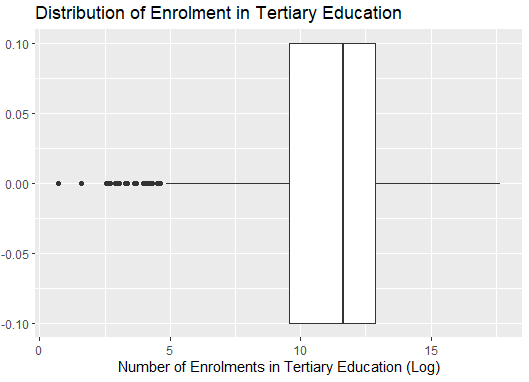 Distribution of Enrolment in Tertiary Education
0.10
0.05
0.00
-0.05
-0.10
0 5 10 15
Number of Enrolments in Tertiary Education (Log)